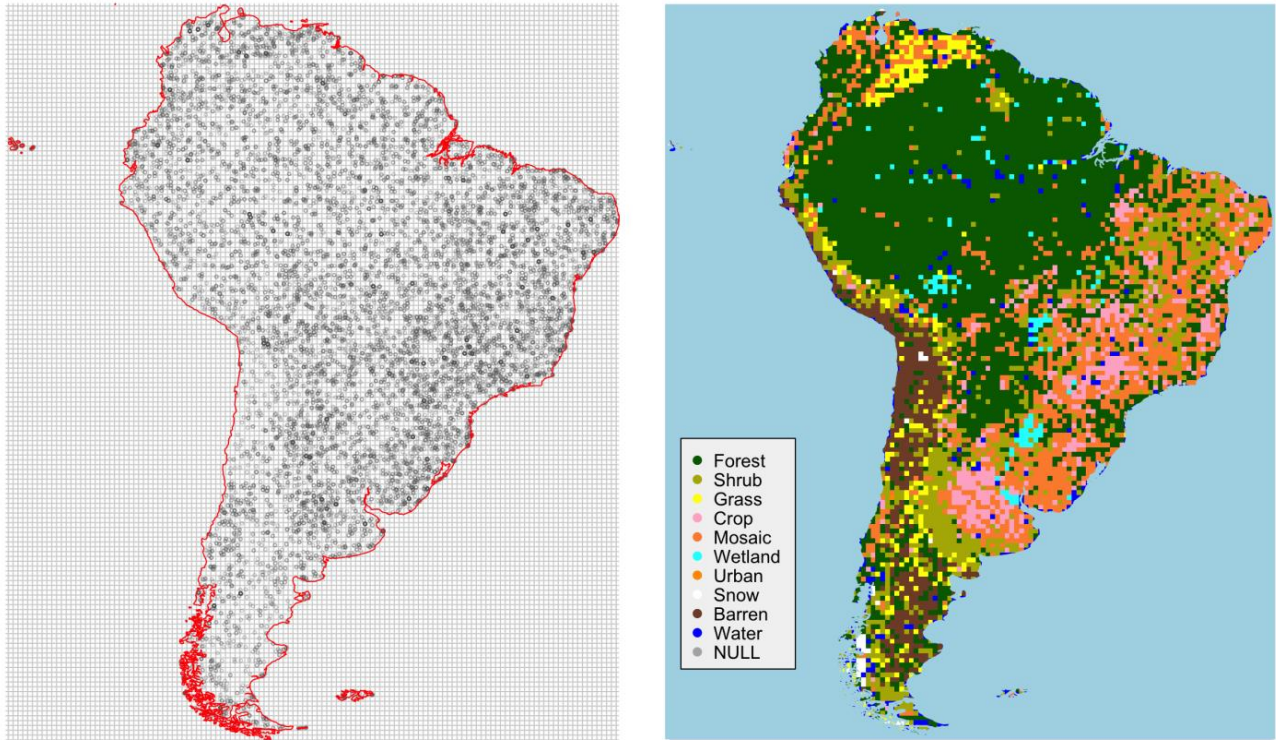 Forest
Shrub
Grass
Crop
Mosaic
Wetland
Urban
Snow
Barren
Water
NULL